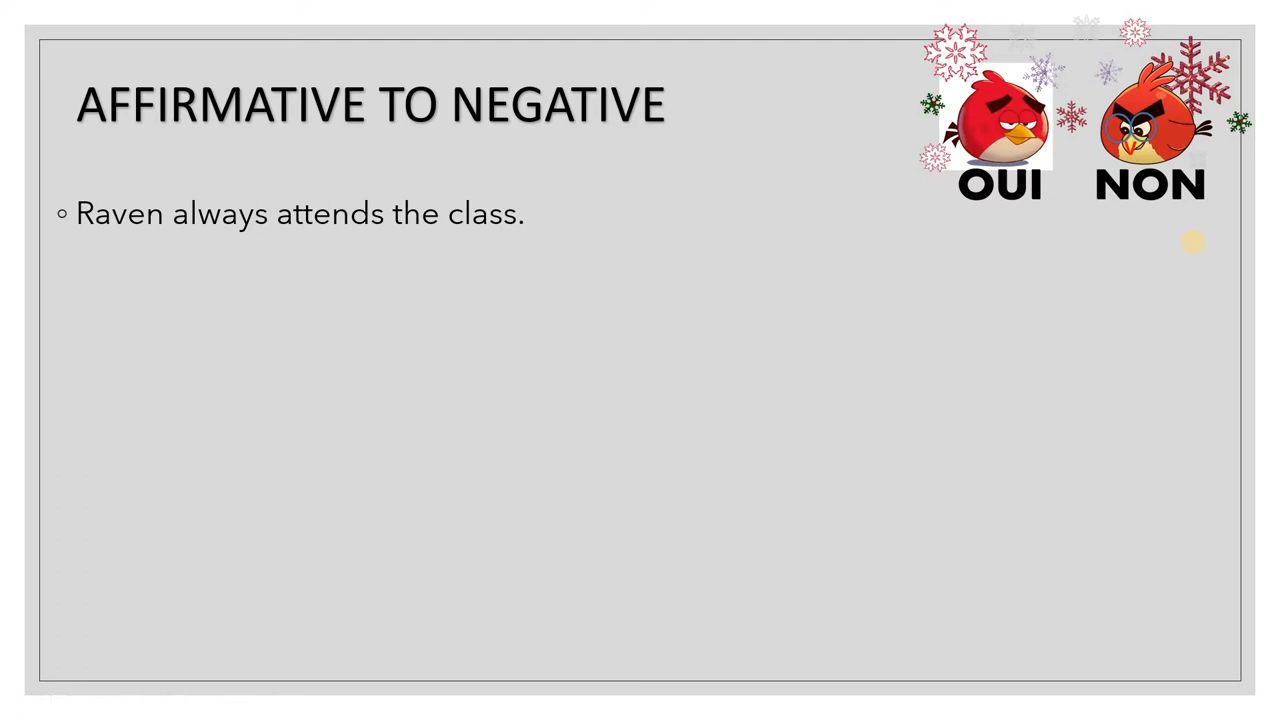 AFFIRMATIVE TO NEGATIVE
OUI NON
◦ Raven always attends the class.